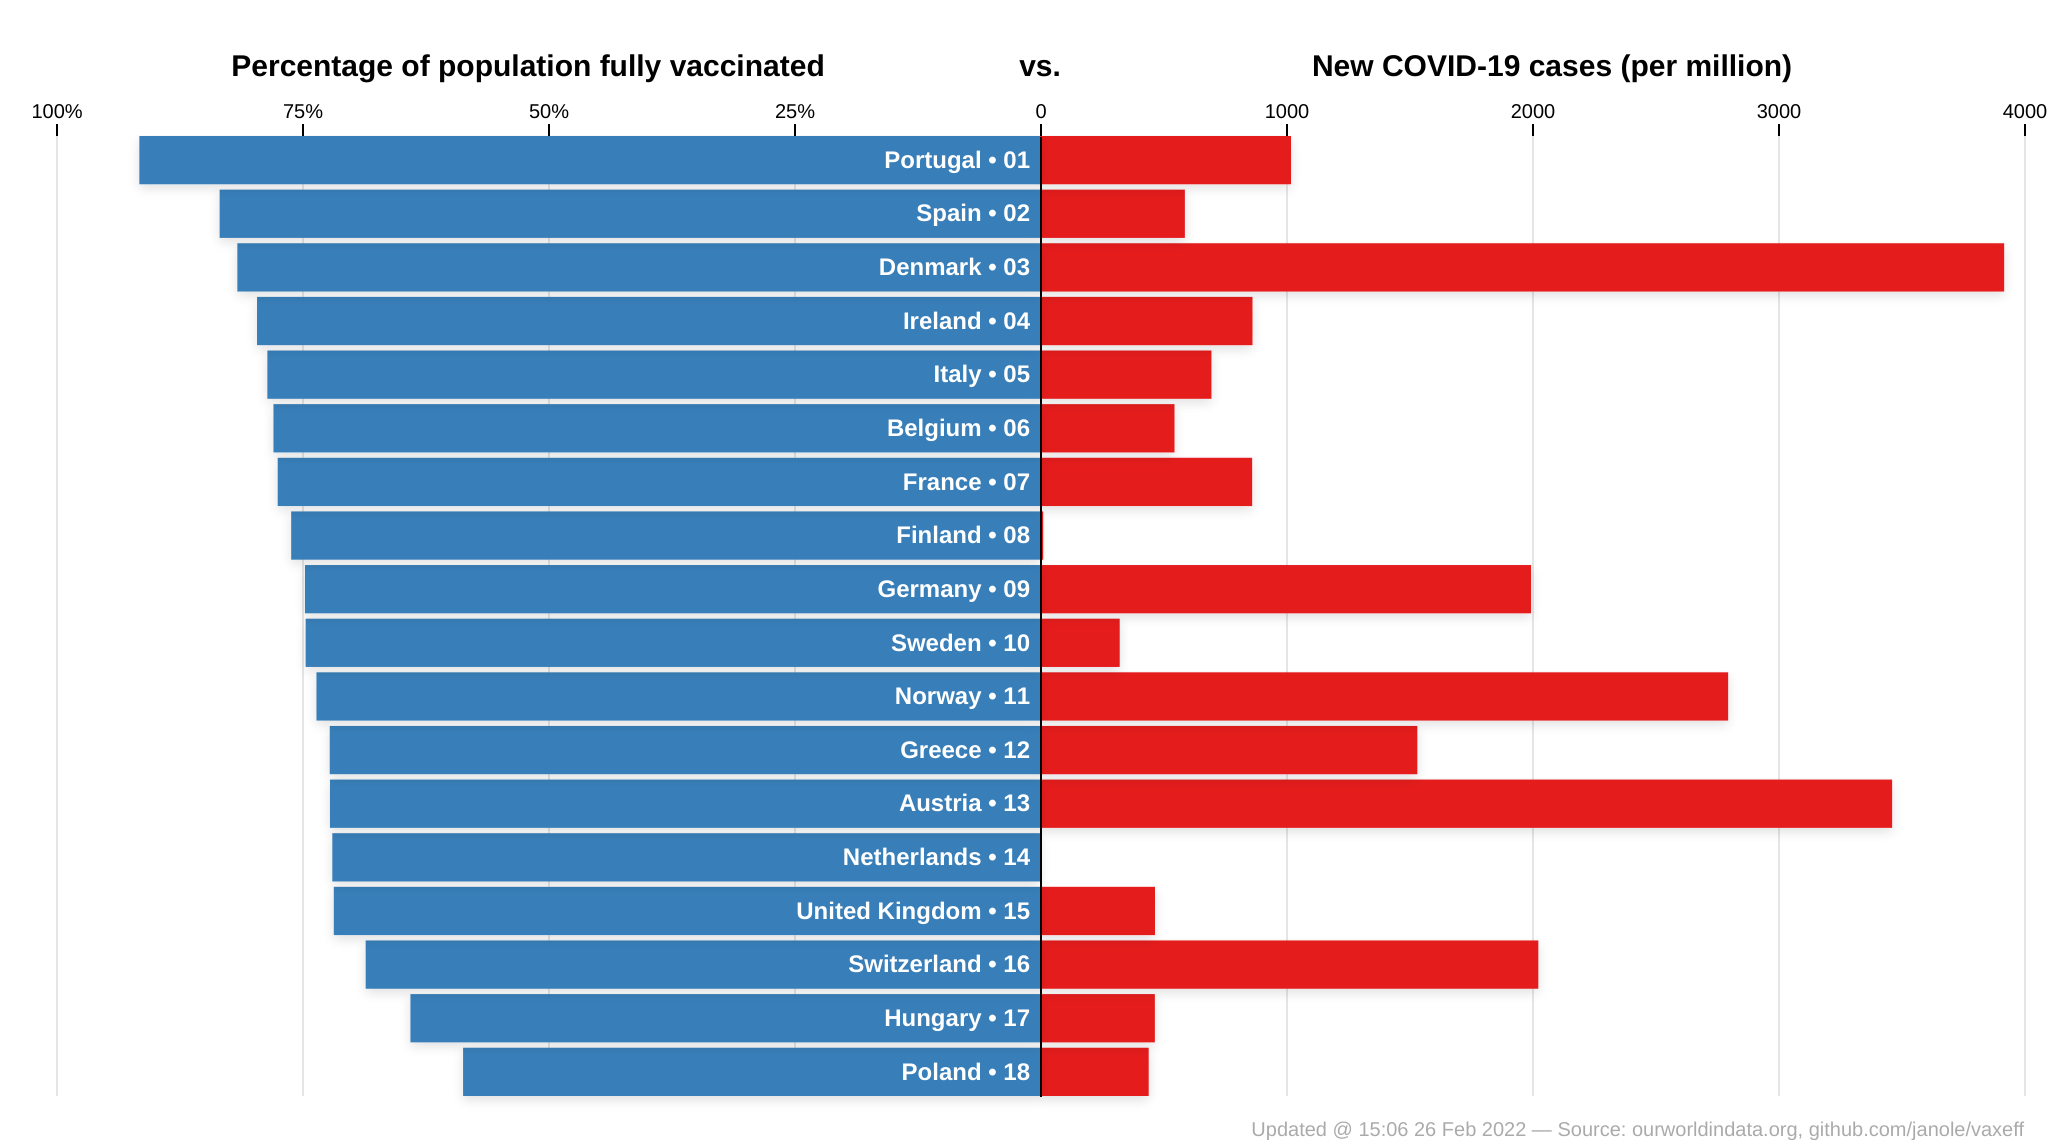 Percentage of population fully vaccinated vs. New COVID-19 cases (per million)
100% 75% 50% 25% 0 1000 2000 3000 4000
Portugal • 01
Spain • 02
Denmark • 03
Ireland • 04
Italy • 05
Belgium • 06
France • 07
Finland • 08
Germany • 09
Sweden • 10
Norway • 11
Greece • 12
Austria • 13
Netherlands • 14
United Kingdom • 15
Switzerland • 16
Hungary • 17
Poland • 18
Updated @ 15:06 26 Feb 2022 — Source: ourworldindata.org, github.com/janole/vaxeff